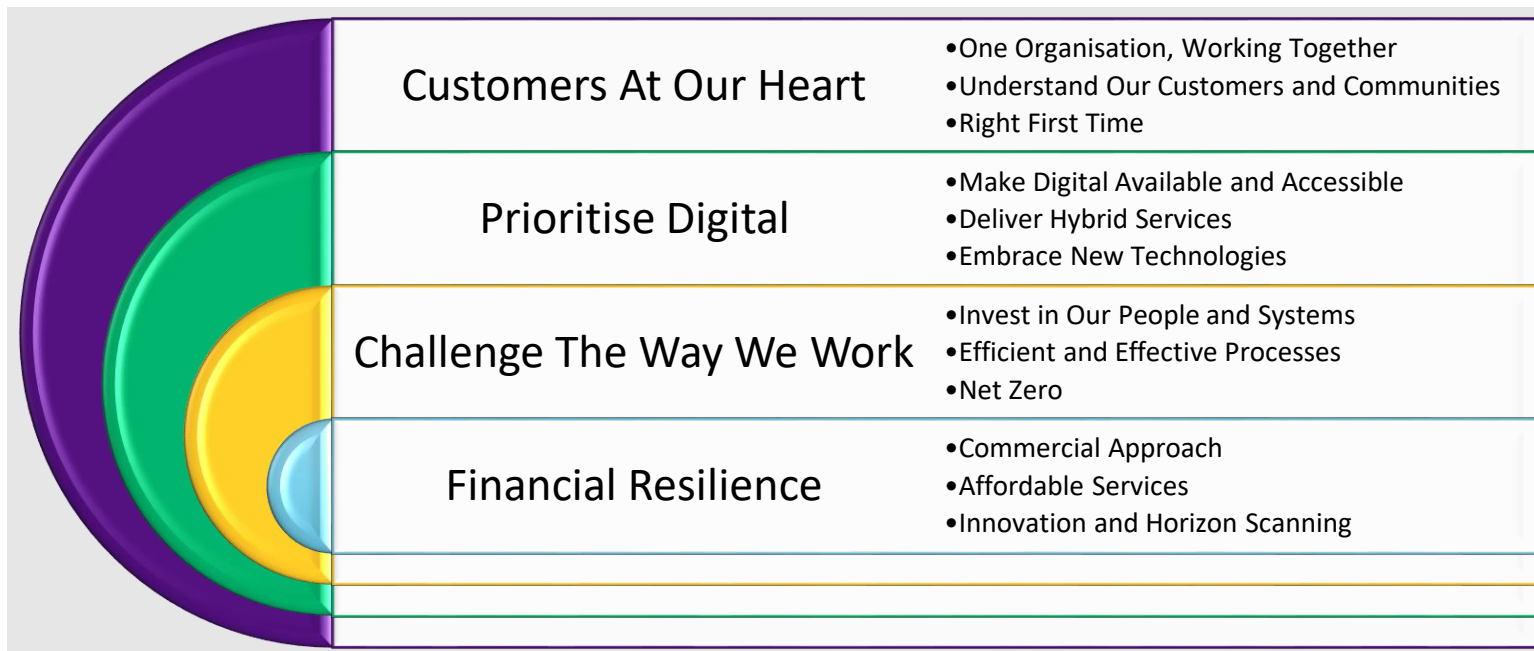 Customers At Our Heart
•One Organisation, Working Together
•Understand Our Customers and Communities
•Right First Time
Prioritise Digital
•Make Digital Available and Accessible
•Deliver Hybrid Services
•Embrace New Technologies
Challenge The Way We Work
•Invest in Our People and Systems
•Efficient and Effective Processes
•Net Zero
Financial Resilience
•Commercial Approach
•Affordable Services
•Innovation and Horizon Scanning